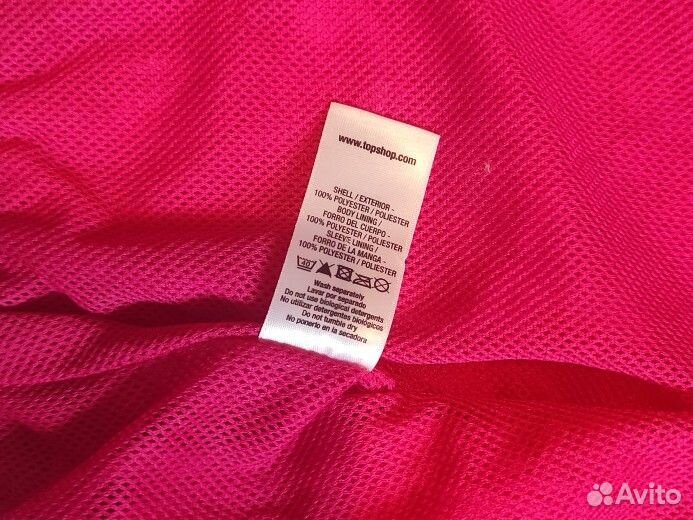 www.topshop.com
SHELL / EXTERIOR -
100% POLYESTER / POLIESTER
BODY LINING /
FORRO DEL CUERPO -
100% POLYESTER / POLIESTER
SLEEVE LINING /
FORRO DE LA MANGA -
100% POLYESTER / POLIESTER
40
Wash separately
Lavar por separado
Do not use biological detergents
No utilizar detergentes biológicos
Do not tumble dry
No ponerlo en la secadora
Avito